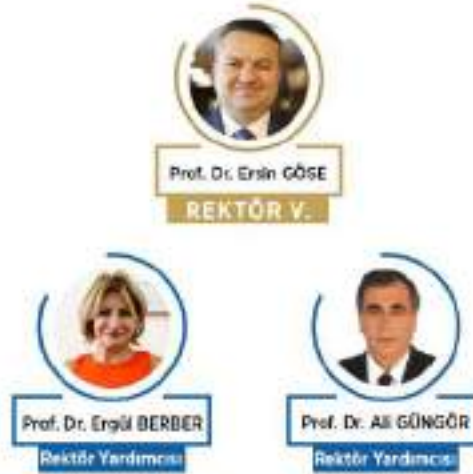 Prof. Dr. Ersin GÖSE
REKTÖR V.
Prof. Dr. Ergül BERBER
Prof. Dr. Ali GÜNGÖR
Rektör Yardımcısı
Rektör Yardımcısı